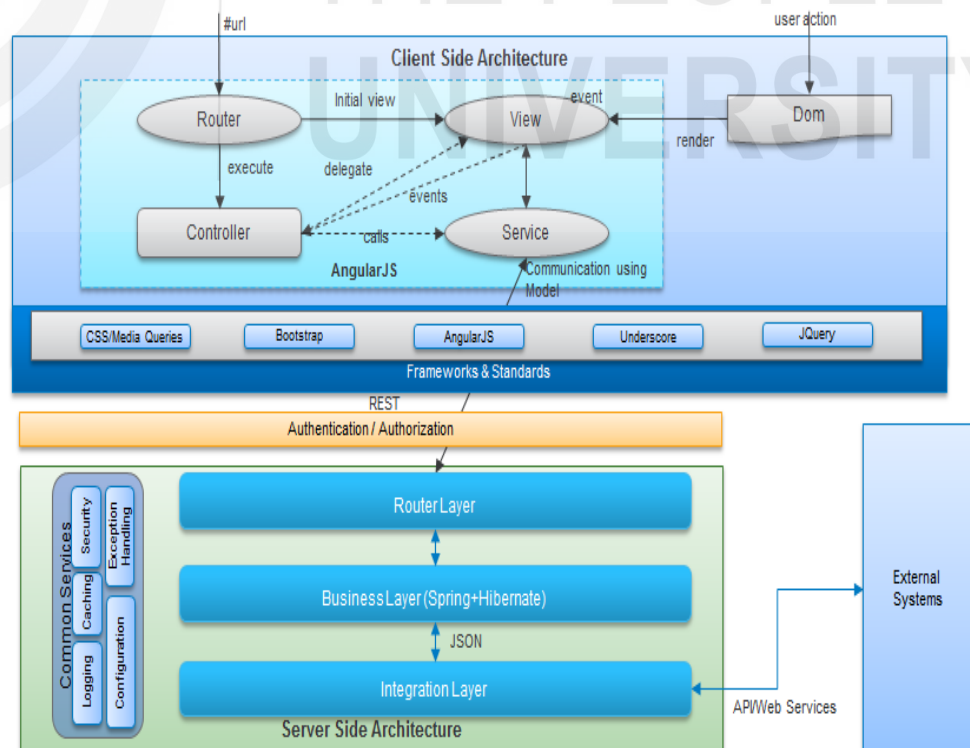 THE PEOPLE'S
UNIVERSITY
#url
user action
Client Side Architecture
Initial view
event
Router
View
Dom
render
execute
delegate
events
Controller
calls
Service
AngularJS
Communication using
Model
CSS/Media Queries
Bootstrap
AngularJS
Underscore
JQuery
Frameworks & Standards
REST
Authentication / Authorization
Common Services
Security
Exception
Handling
Caching
Configuration
Logging
Router Layer
Business Layer (Spring+Hibernate)
JSON
Integration Layer
Server Side Architecture
API/Web Services
External
Systems